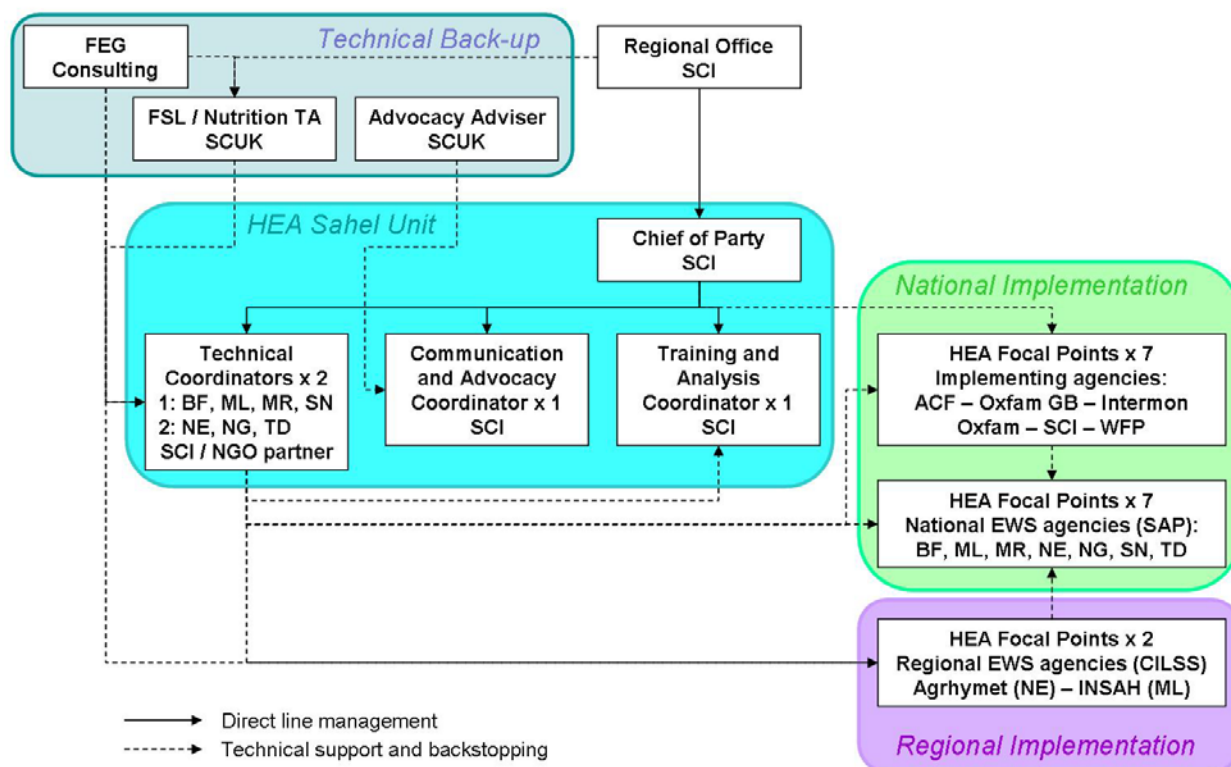 Technical Back-up
FEG
Consulting
Regional Office
SCI
FSL / Nutrition TA
SCUK
Advocacy Adviser
SCUK
HEA Sahel Unit
Chief of Party
SCI
National Implementation
Technical
Coordinators x 2
1: BF, ML, MR, SN
2: NE, NG, TD
SCI / NGO partner
Communication
and Advocacy
Coordinator x 1
SCI
Training and
Analysis
Coordinator x 1
SCI
HEA Focal Points x 7
Implementing agencies:
ACF – Oxfam GB – Intermon
Oxfam – SCI – WFP
HEA Focal Points x 7
National EWS agencies (SAP):
BF, ML, MR, NE, NG, SN, TD
HEA Focal Points x 2
Regional EWS agencies (CILSS)
Agrhymet (NE) – INSAH (ML)
Regional Implementation
Direct line management
Technical support and backstopping